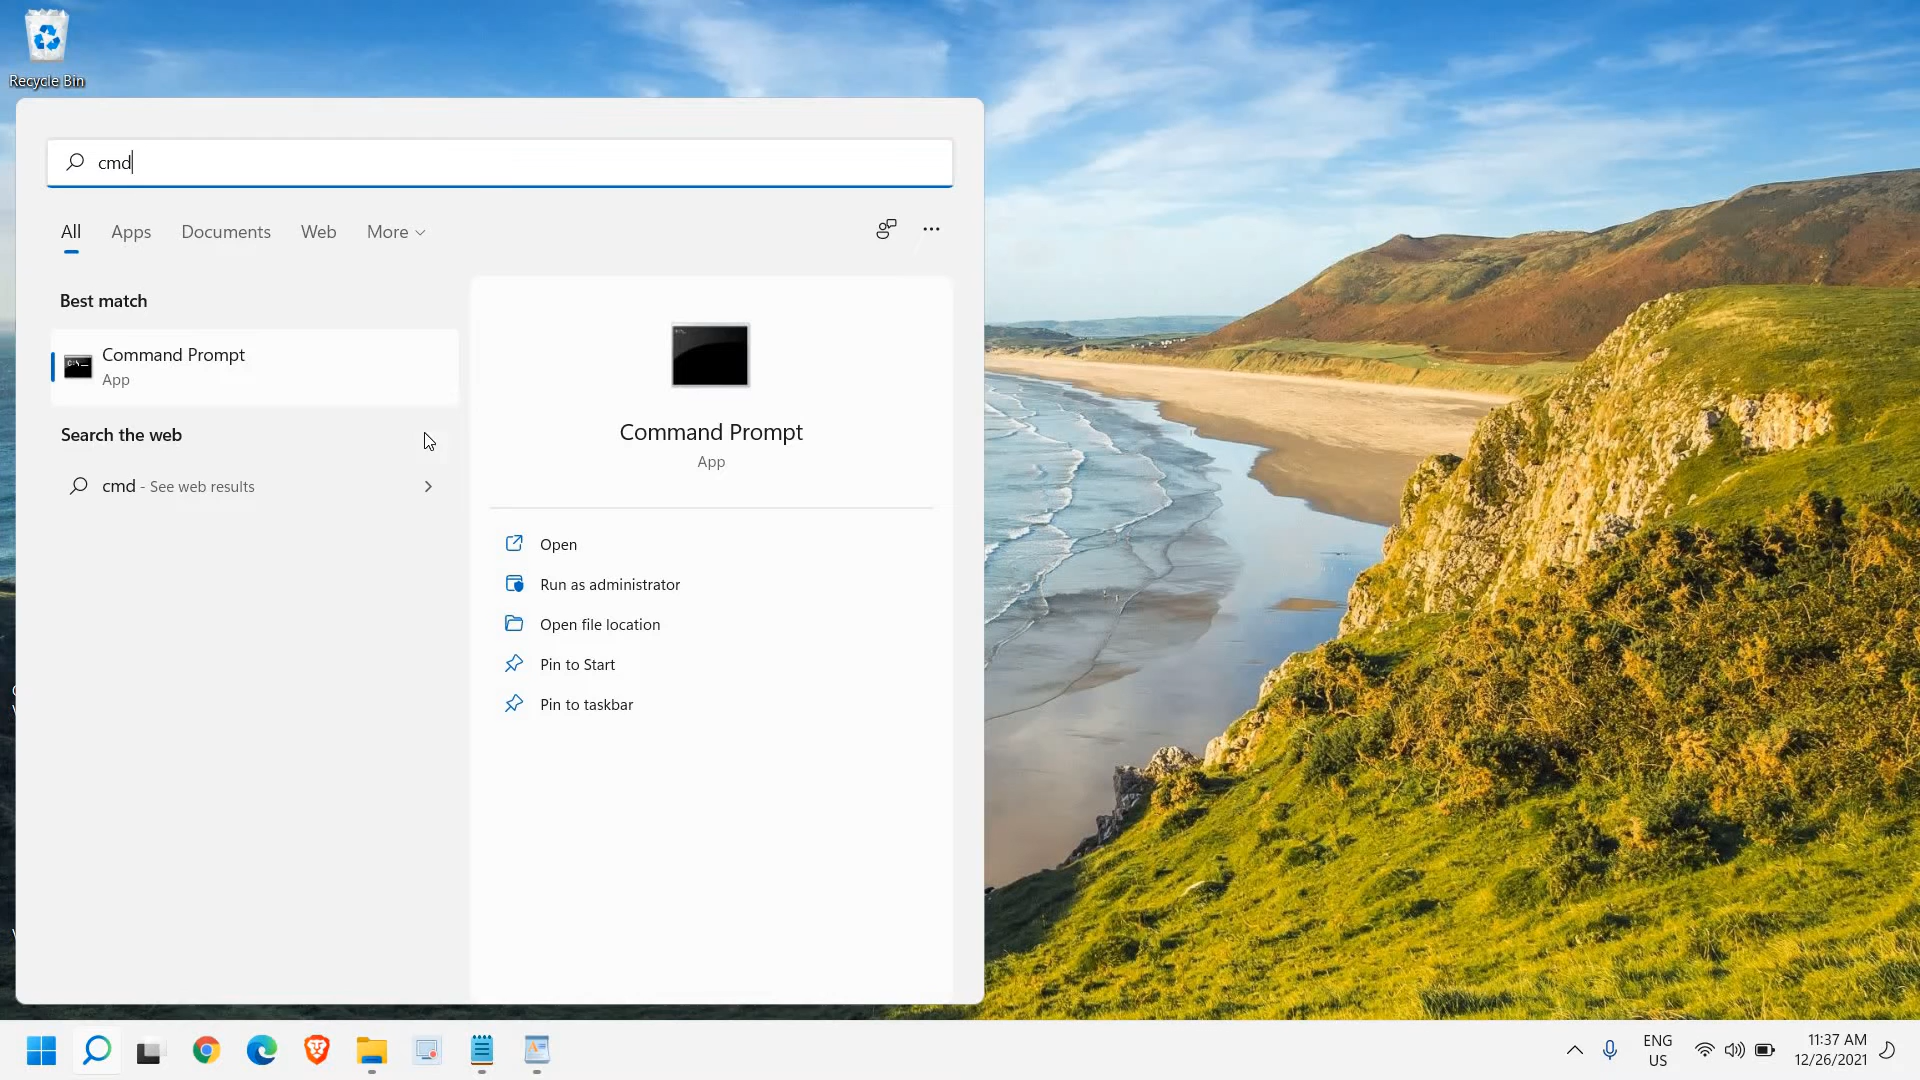 Recycle Bin
cmd
All Apps Documents Web More
Best match
Command Prompt
App
Search the web
cmd - See web results
Command Prompt
App
Open
Run as administrator
Open file location
Pin to Start
Pin to taskbar
ENG
US
11:37 AM
12/26/2021